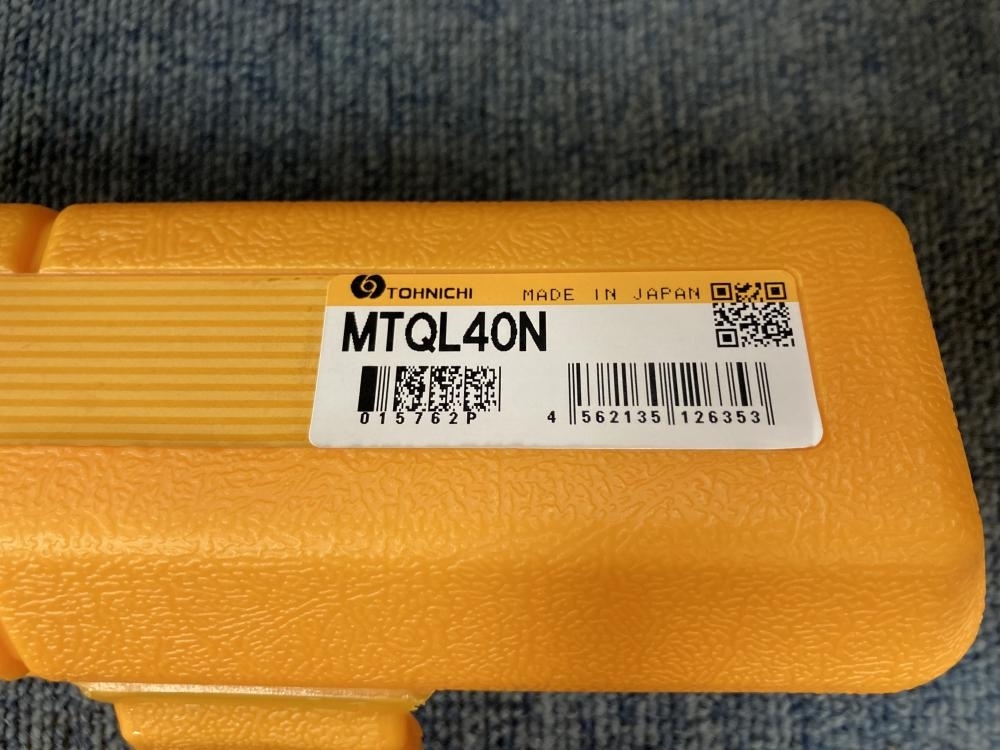 TOHNICHI MADE IN JAPAN
MTQL40N
015762P
4 562135 126353